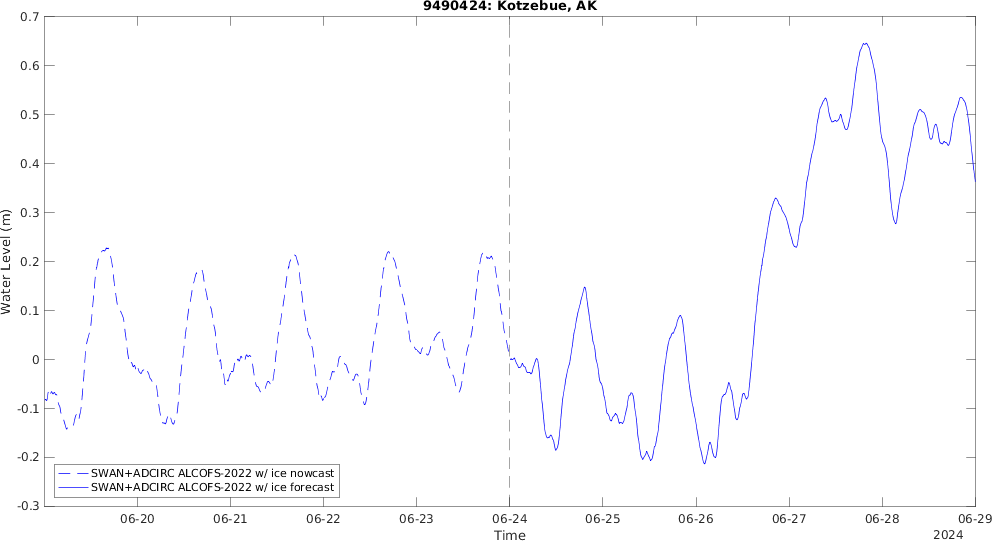 9490424: Kotzebue, AK
0.7
0.6
0.5
0.4
0.3
0.2
0.1
0
-0.1
-0.2
-0.3
Water Level (m)
SWAN+ADCIRC ALCOFS-2022 w/ ice nowcast
SWAN+ADCIRC ALCOFS-2022 w/ ice forecast
06-20 06-21 06-22 06-23 06-24 06-25 06-26 06-27 06-28 06-29
Time
2024